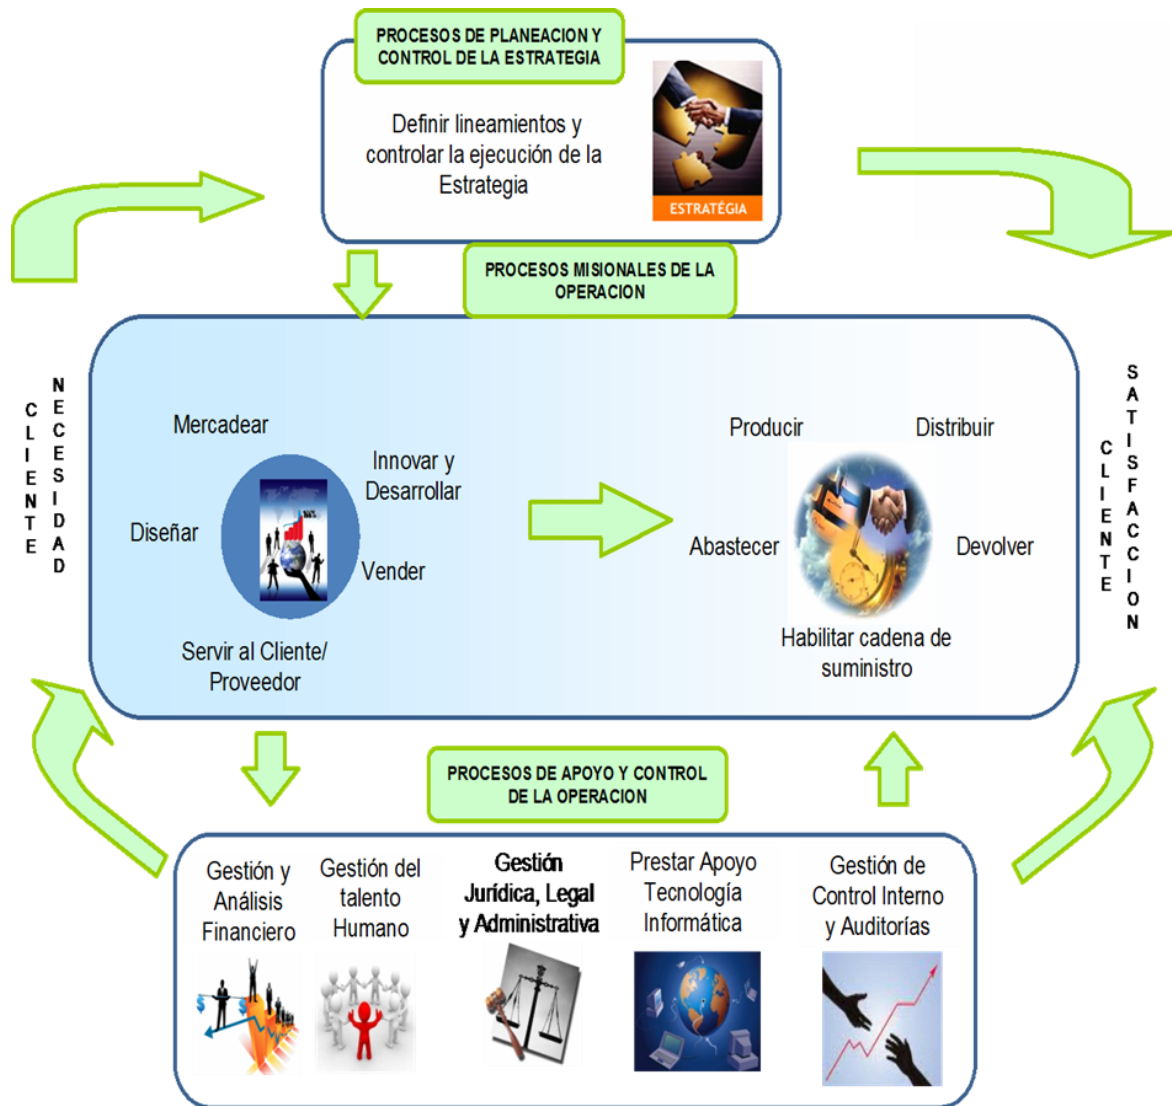 PROCESOS DE PLANEACION Y
CONTROL DE LA ESTRATEGIA
Definir lineamientos y
controlar la ejecución de la
Estrategia
ESTRATÉGIA
PROCESOS MISIONALES DE LA
OPERACION
CLIENTE
NECESIDAD
Mercadear
Innovar y
Desarrollar
Diseñar
Vender
Servir al Cliente/
Proveedor
Producir
Distribuir
Abastecer
Devolver
Habilitar cadena de
suministro
CLIENTE
SATISFACCION
PROCESOS DE APOYO Y CONTROL
DE LA OPERACION
Gestión y
Análisis
Financiero
Gestión del
talento
Humano
Gestión
Jurídica, Legal
y Administrativa
Prestar Apoyo
Tecnología
Informática
Gestión de
Control Interno
y Auditorías
$
$